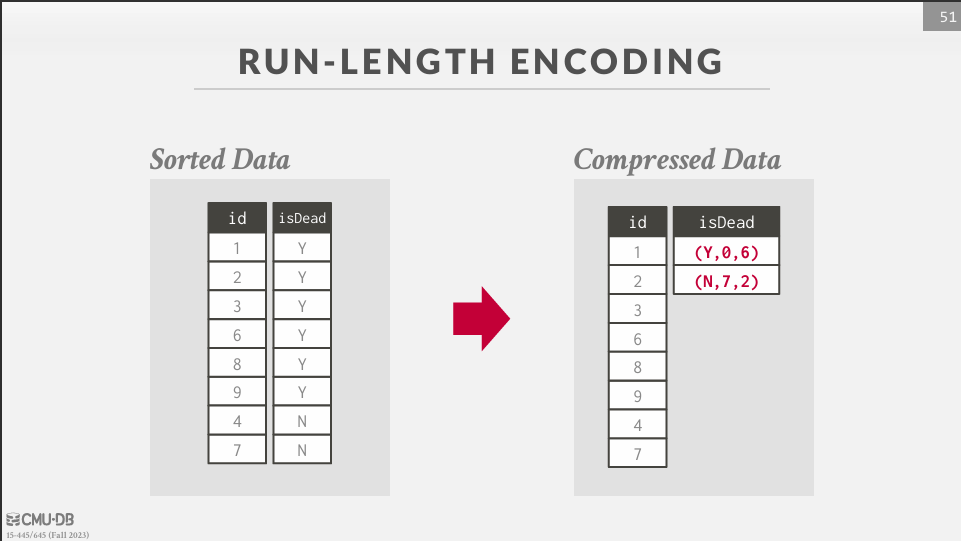 51
RUN-LENGTH ENCODING
Sorted Data
id isDead
1 Y
2 Y
3 Y
6 Y
8 Y
9 Y
4 N
7 N
Compressed Data
id isDead
1 (Y,0,6)
2 (N,7,2)
3
6
8
9
4
7
CMU·DB
15-445/645 (Fall 2023)